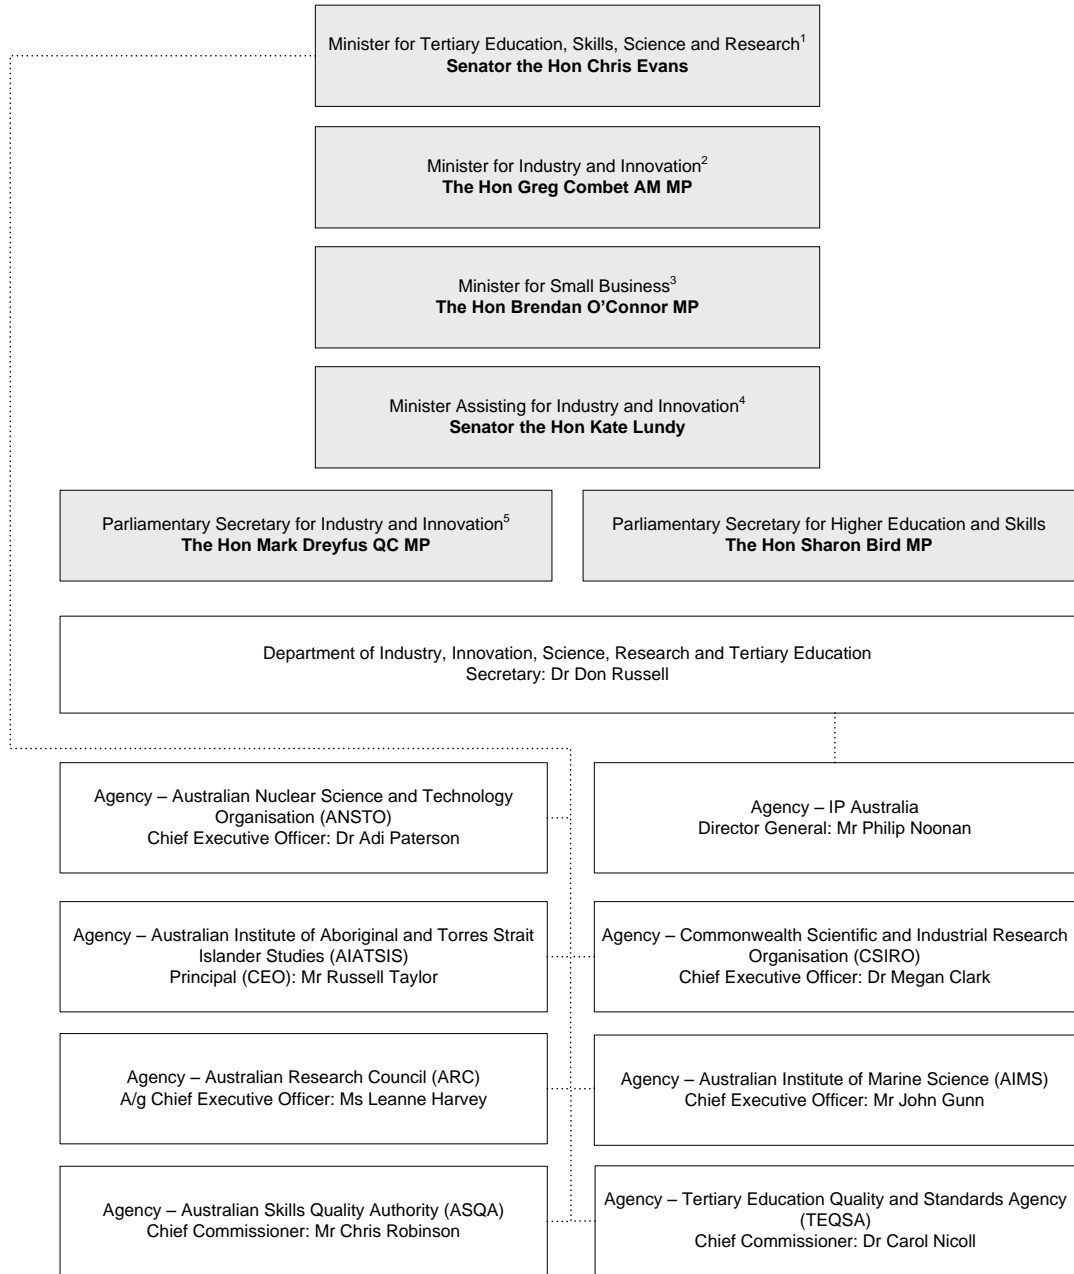 Minister for Tertiary Education, Skills, Science and Research1
Senator the Hon Chris Evans
Minister for Industry and Innovation2
The Hon Greg Combet AM MP
Minister for Small Business3
The Hon Brendan O’Connor MP
Minister Assisting for Industry and Innovation4
Senator the Hon Kate Lundy
Parliamentary Secretary for Industry and Innovation5
The Hon Mark Dreyfus QC MP
Parliamentary Secretary for Higher Education and Skills
The Hon Sharon Bird MP
Department of Industry, Innovation, Science, Research and Tertiary Education
Secretary: Dr Don Russell
Agency – Australian Nuclear Science and Technology
Organisation (ANSTO)
Chief Executive Officer: Dr Adi Paterson
Agency – IP Australia
Director General: Mr Philip Noonan
Agency – Australian Institute of Aboriginal and Torres Strait
Islander Studies (AIATSIS)
Principal (CEO): Mr Russell Taylor
Agency – Commonwealth Scientific and Industrial Research
Organisation (CSIRO)
Chief Executive Officer: Dr Megan Clark
Agency – Australian Research Council (ARC)
A/g Chief Executive Officer: Ms Leanne Harvey
Agency – Australian Institute of Marine Science (AIMS)
Chief Executive Officer: Mr John Gunn
Agency – Australian Skills Quality Authority (ASQA)
Chief Commissioner: Mr Chris Robinson
Agency – Tertiary Education Quality and Standards Agency
(TEQSA)
Chief Commissioner: Dr Carol Nicoll